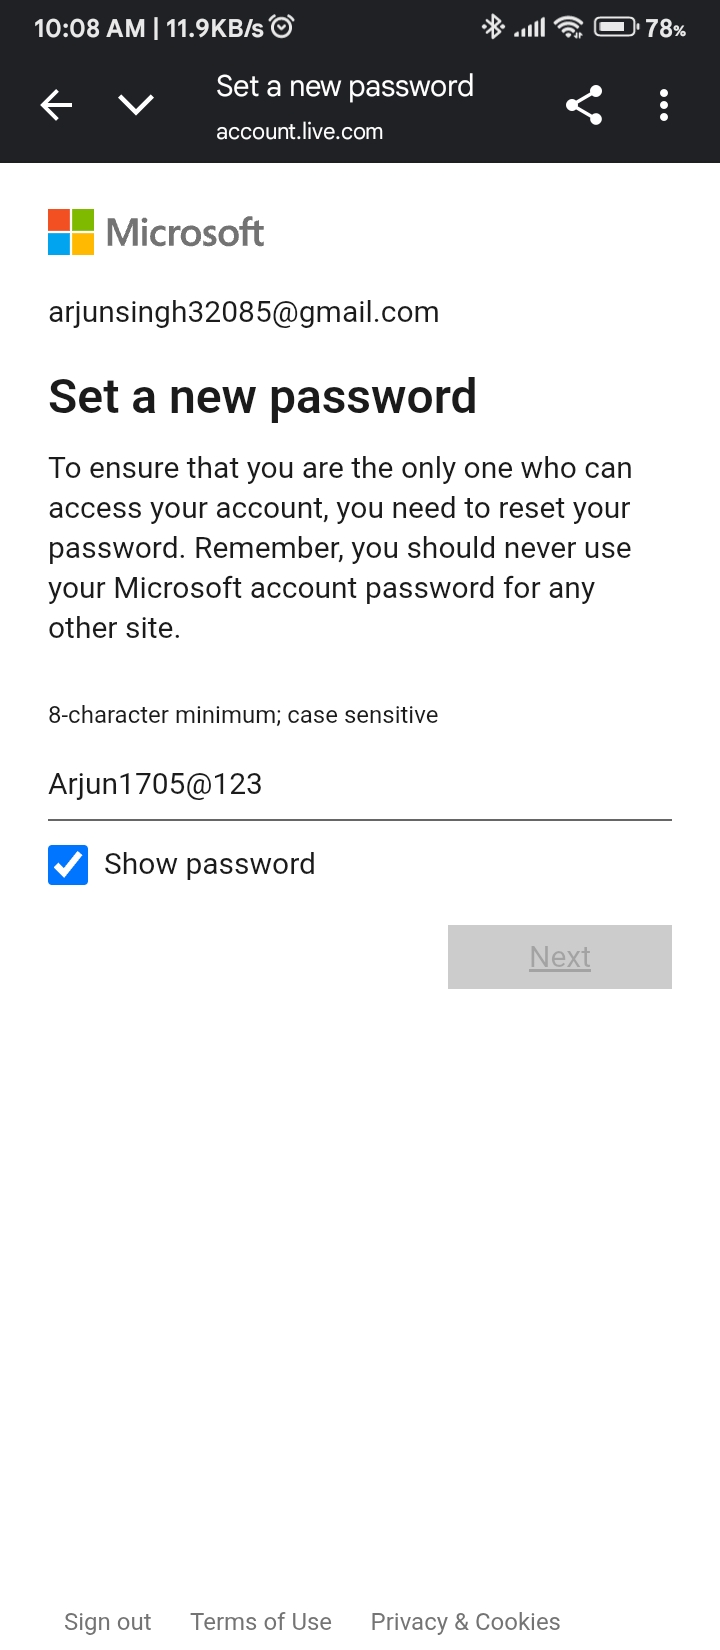 10:08 AM | 11.9KB/s 78%
Set a new password
account.live.com
Microsoft
arjunsingh32085@gmail.com
Set a new password
To ensure that you are the only one who can
access your account, you need to reset your
password. Remember, you should never use
your Microsoft account password for any
other site.
8-character minimum; case sensitive
Arjun1705@123
Show password
Next
Sign out Terms of Use Privacy & Cookies